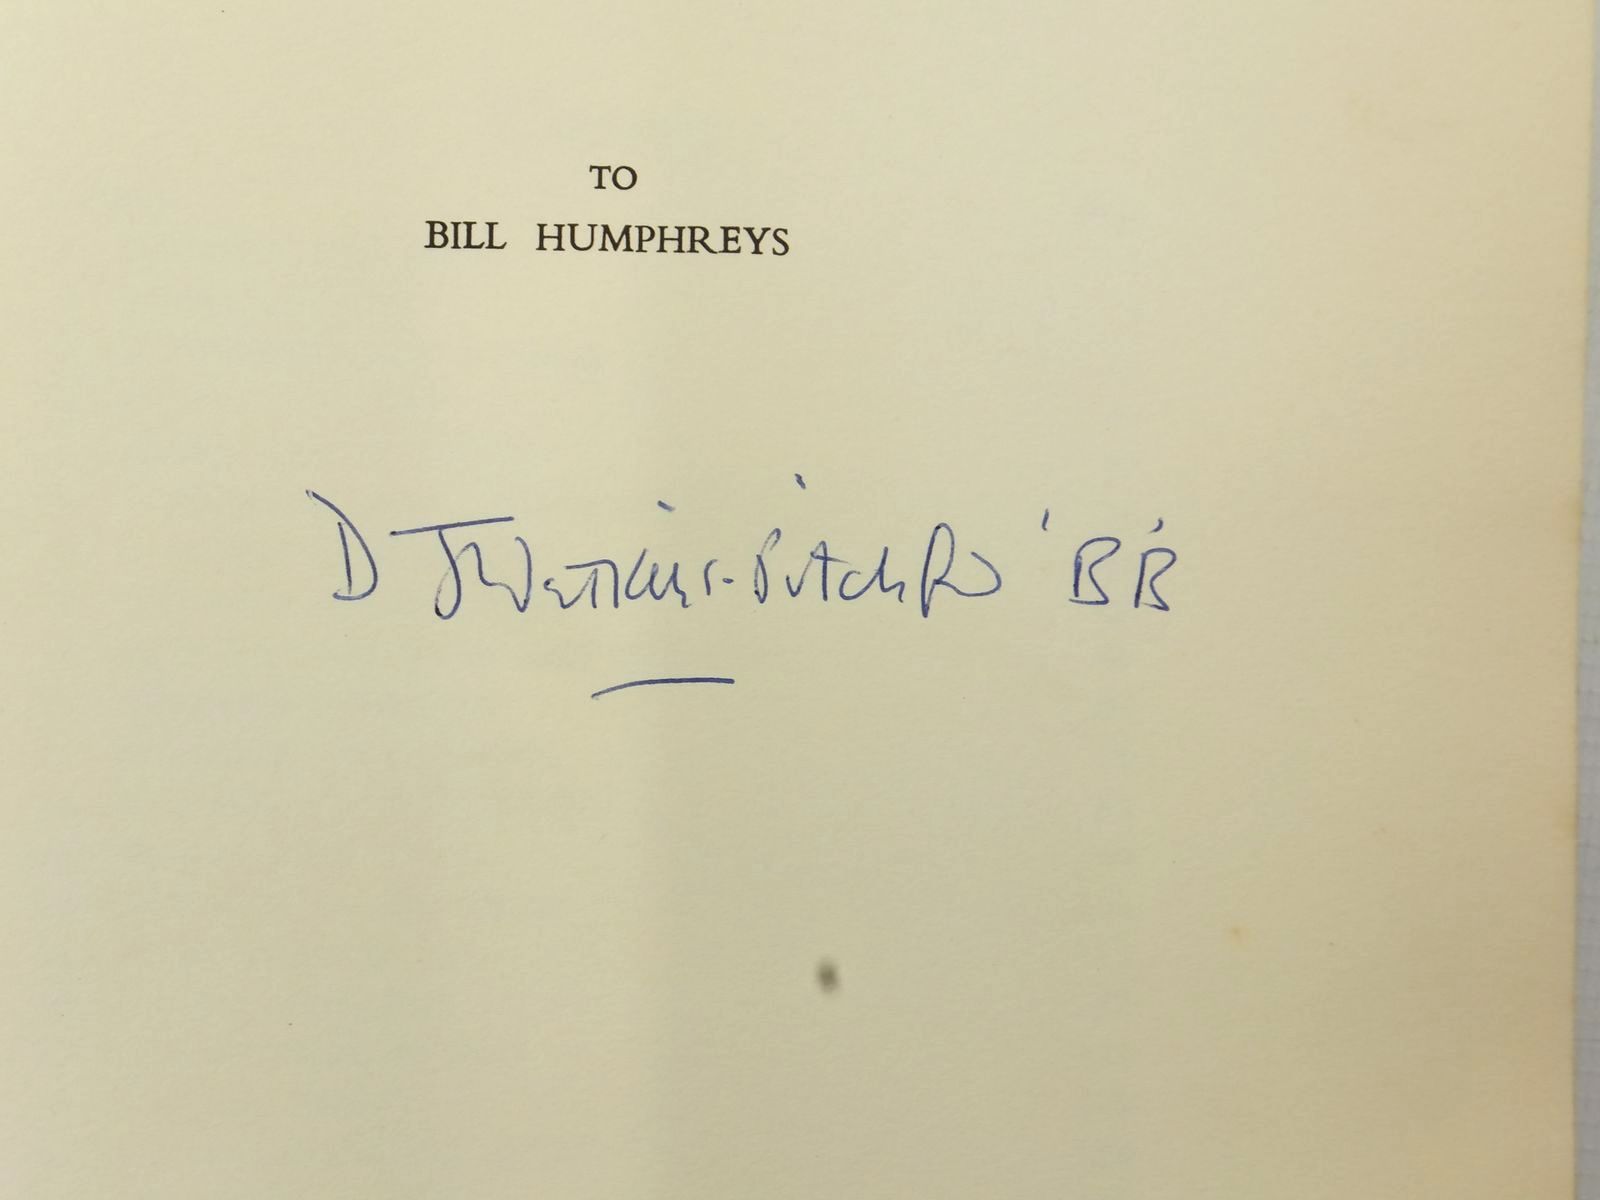 TO
BILL HUMPHREYS
D J Watkins-Pitchford 'BB'